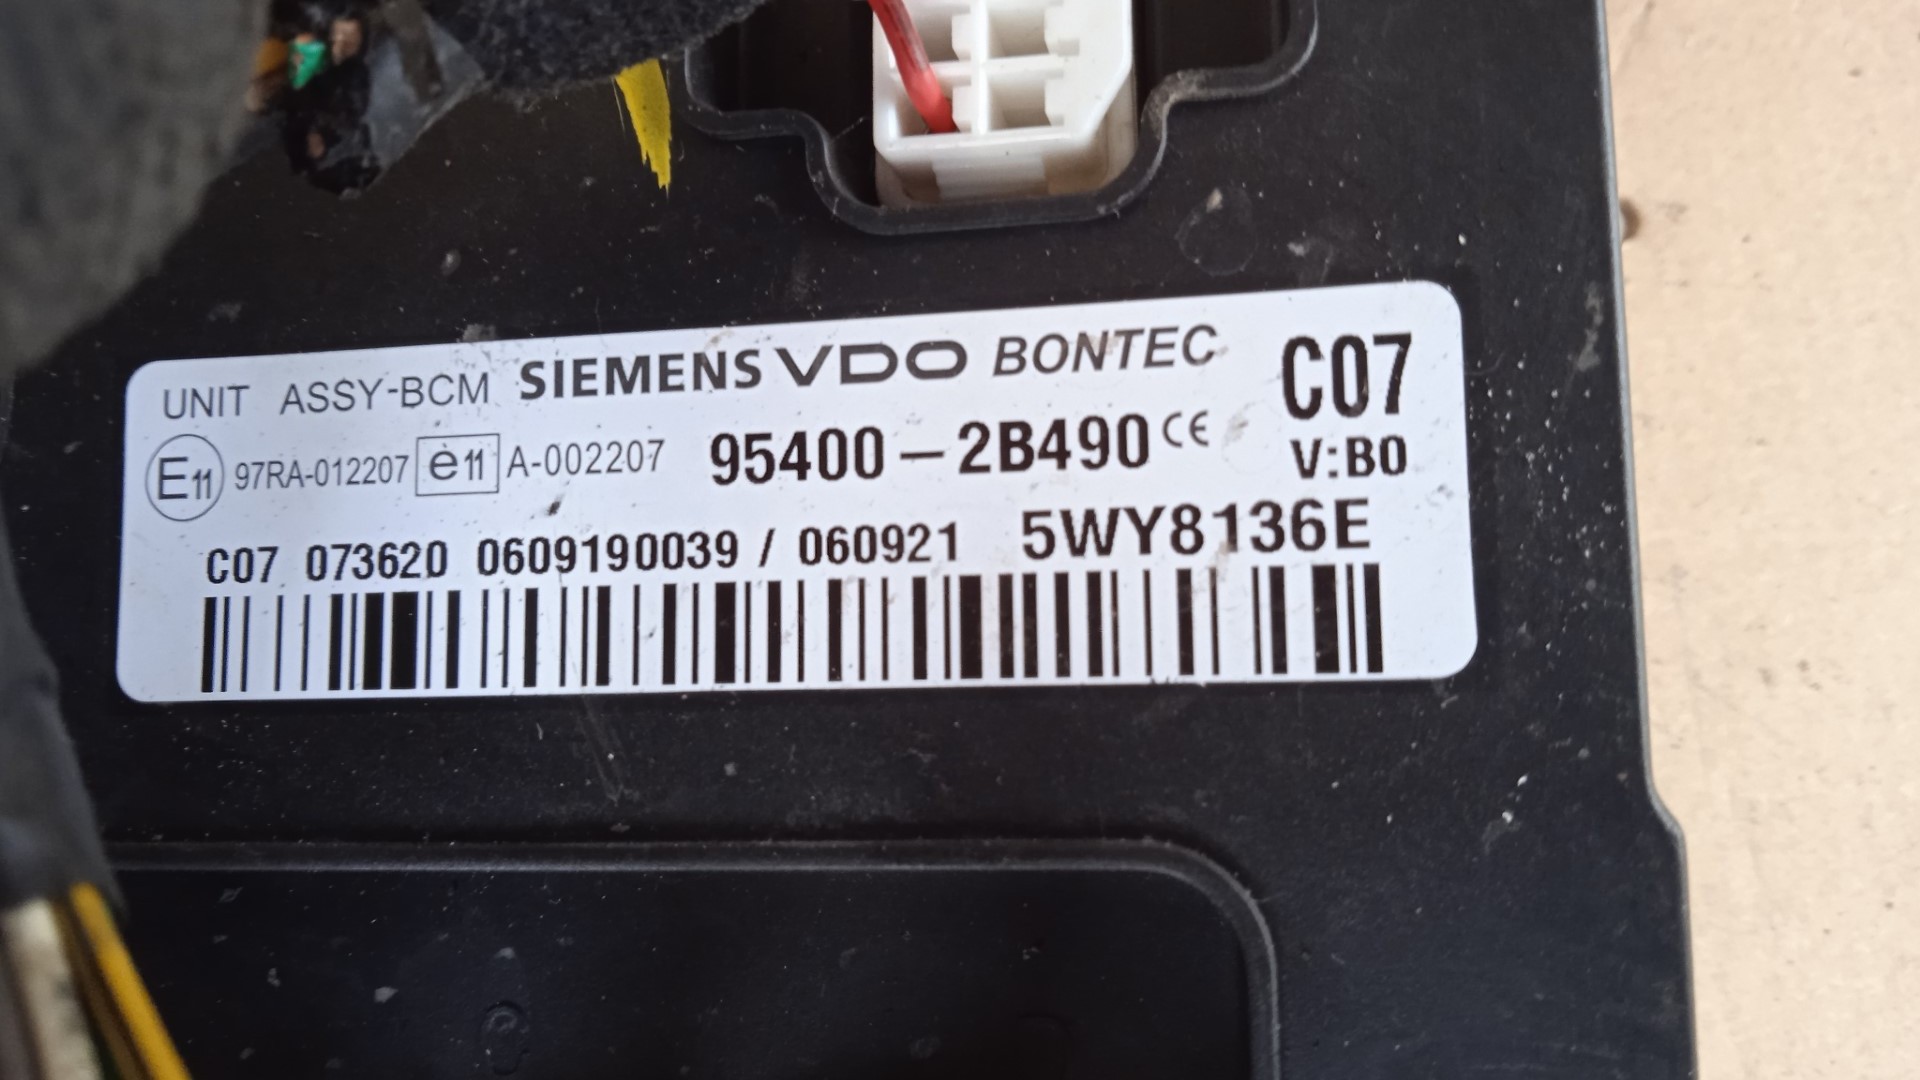 UNIT ASSY-BCM SIEMENS VDO BONTEC C07
E11 97RA-012207 e11 A-002207 95400-2B490 CE V:B0
C07 073620 0609190039 / 060921 5WY8136E